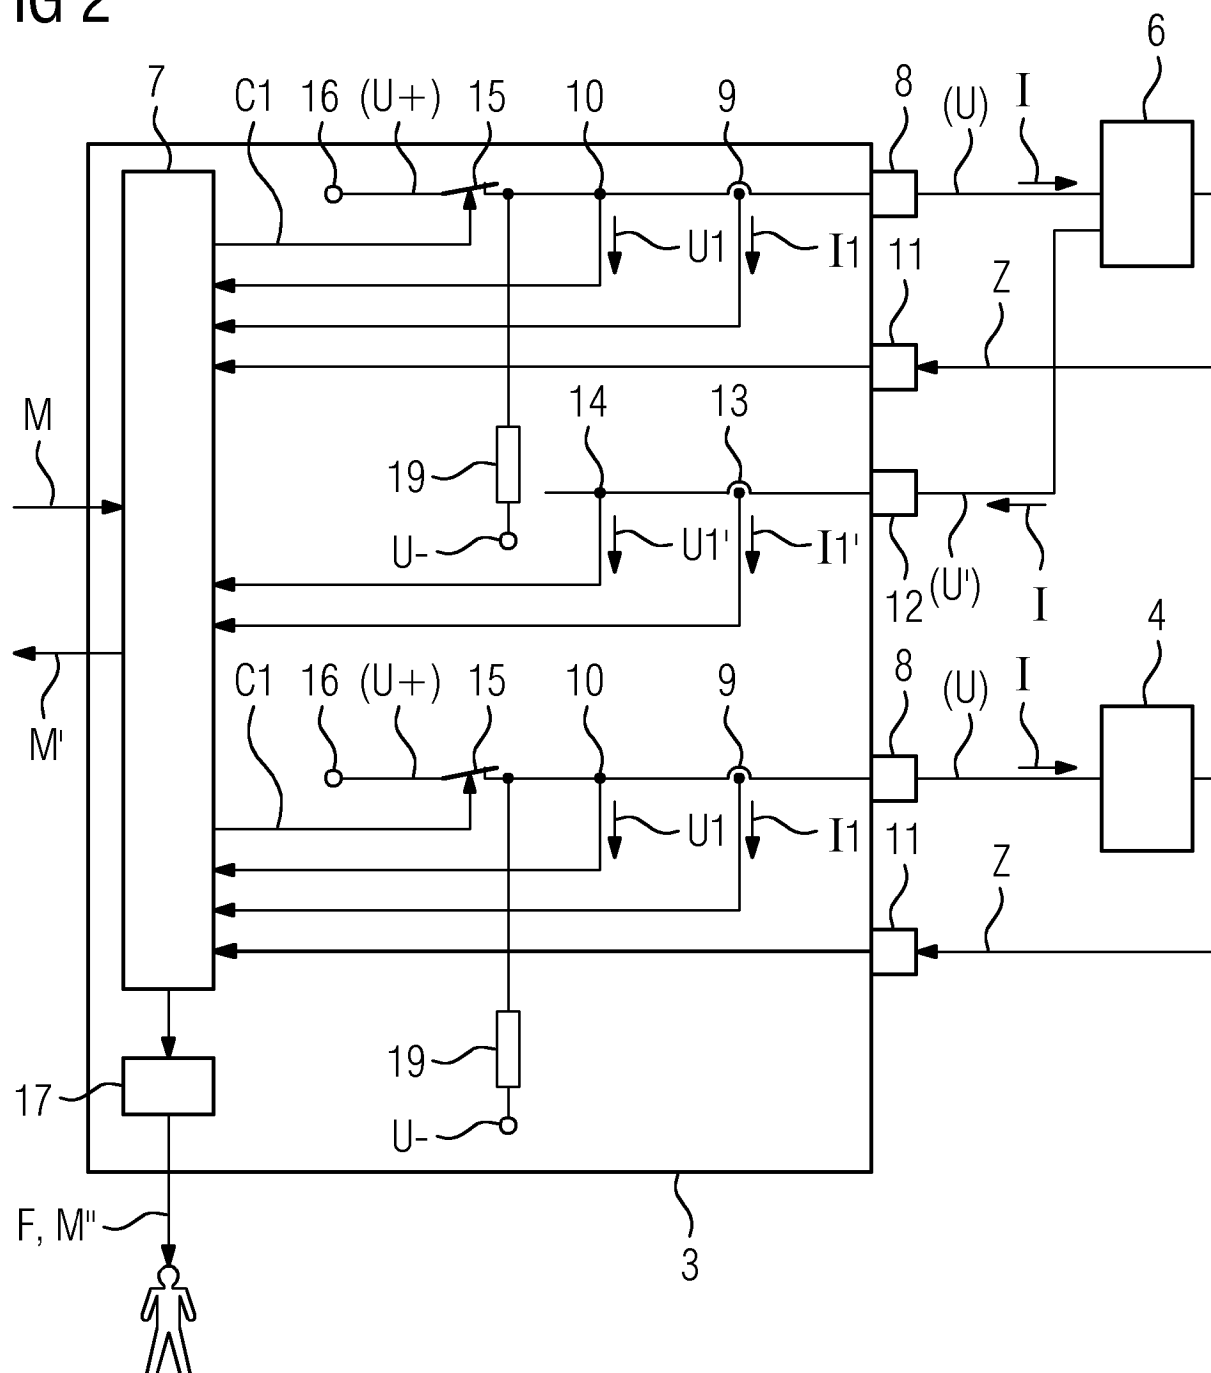 IG 2
6
7 C1 16 (U+) 15 10 9 8 (U) I
U1 I1 11 Z
M 14 13
19
U- U1' I1' 12 (U') I
4
M' C1 16 (U+) 15 10 9 8 (U) I
U1 I1 11 Z
19
17
U-
F, M"
3